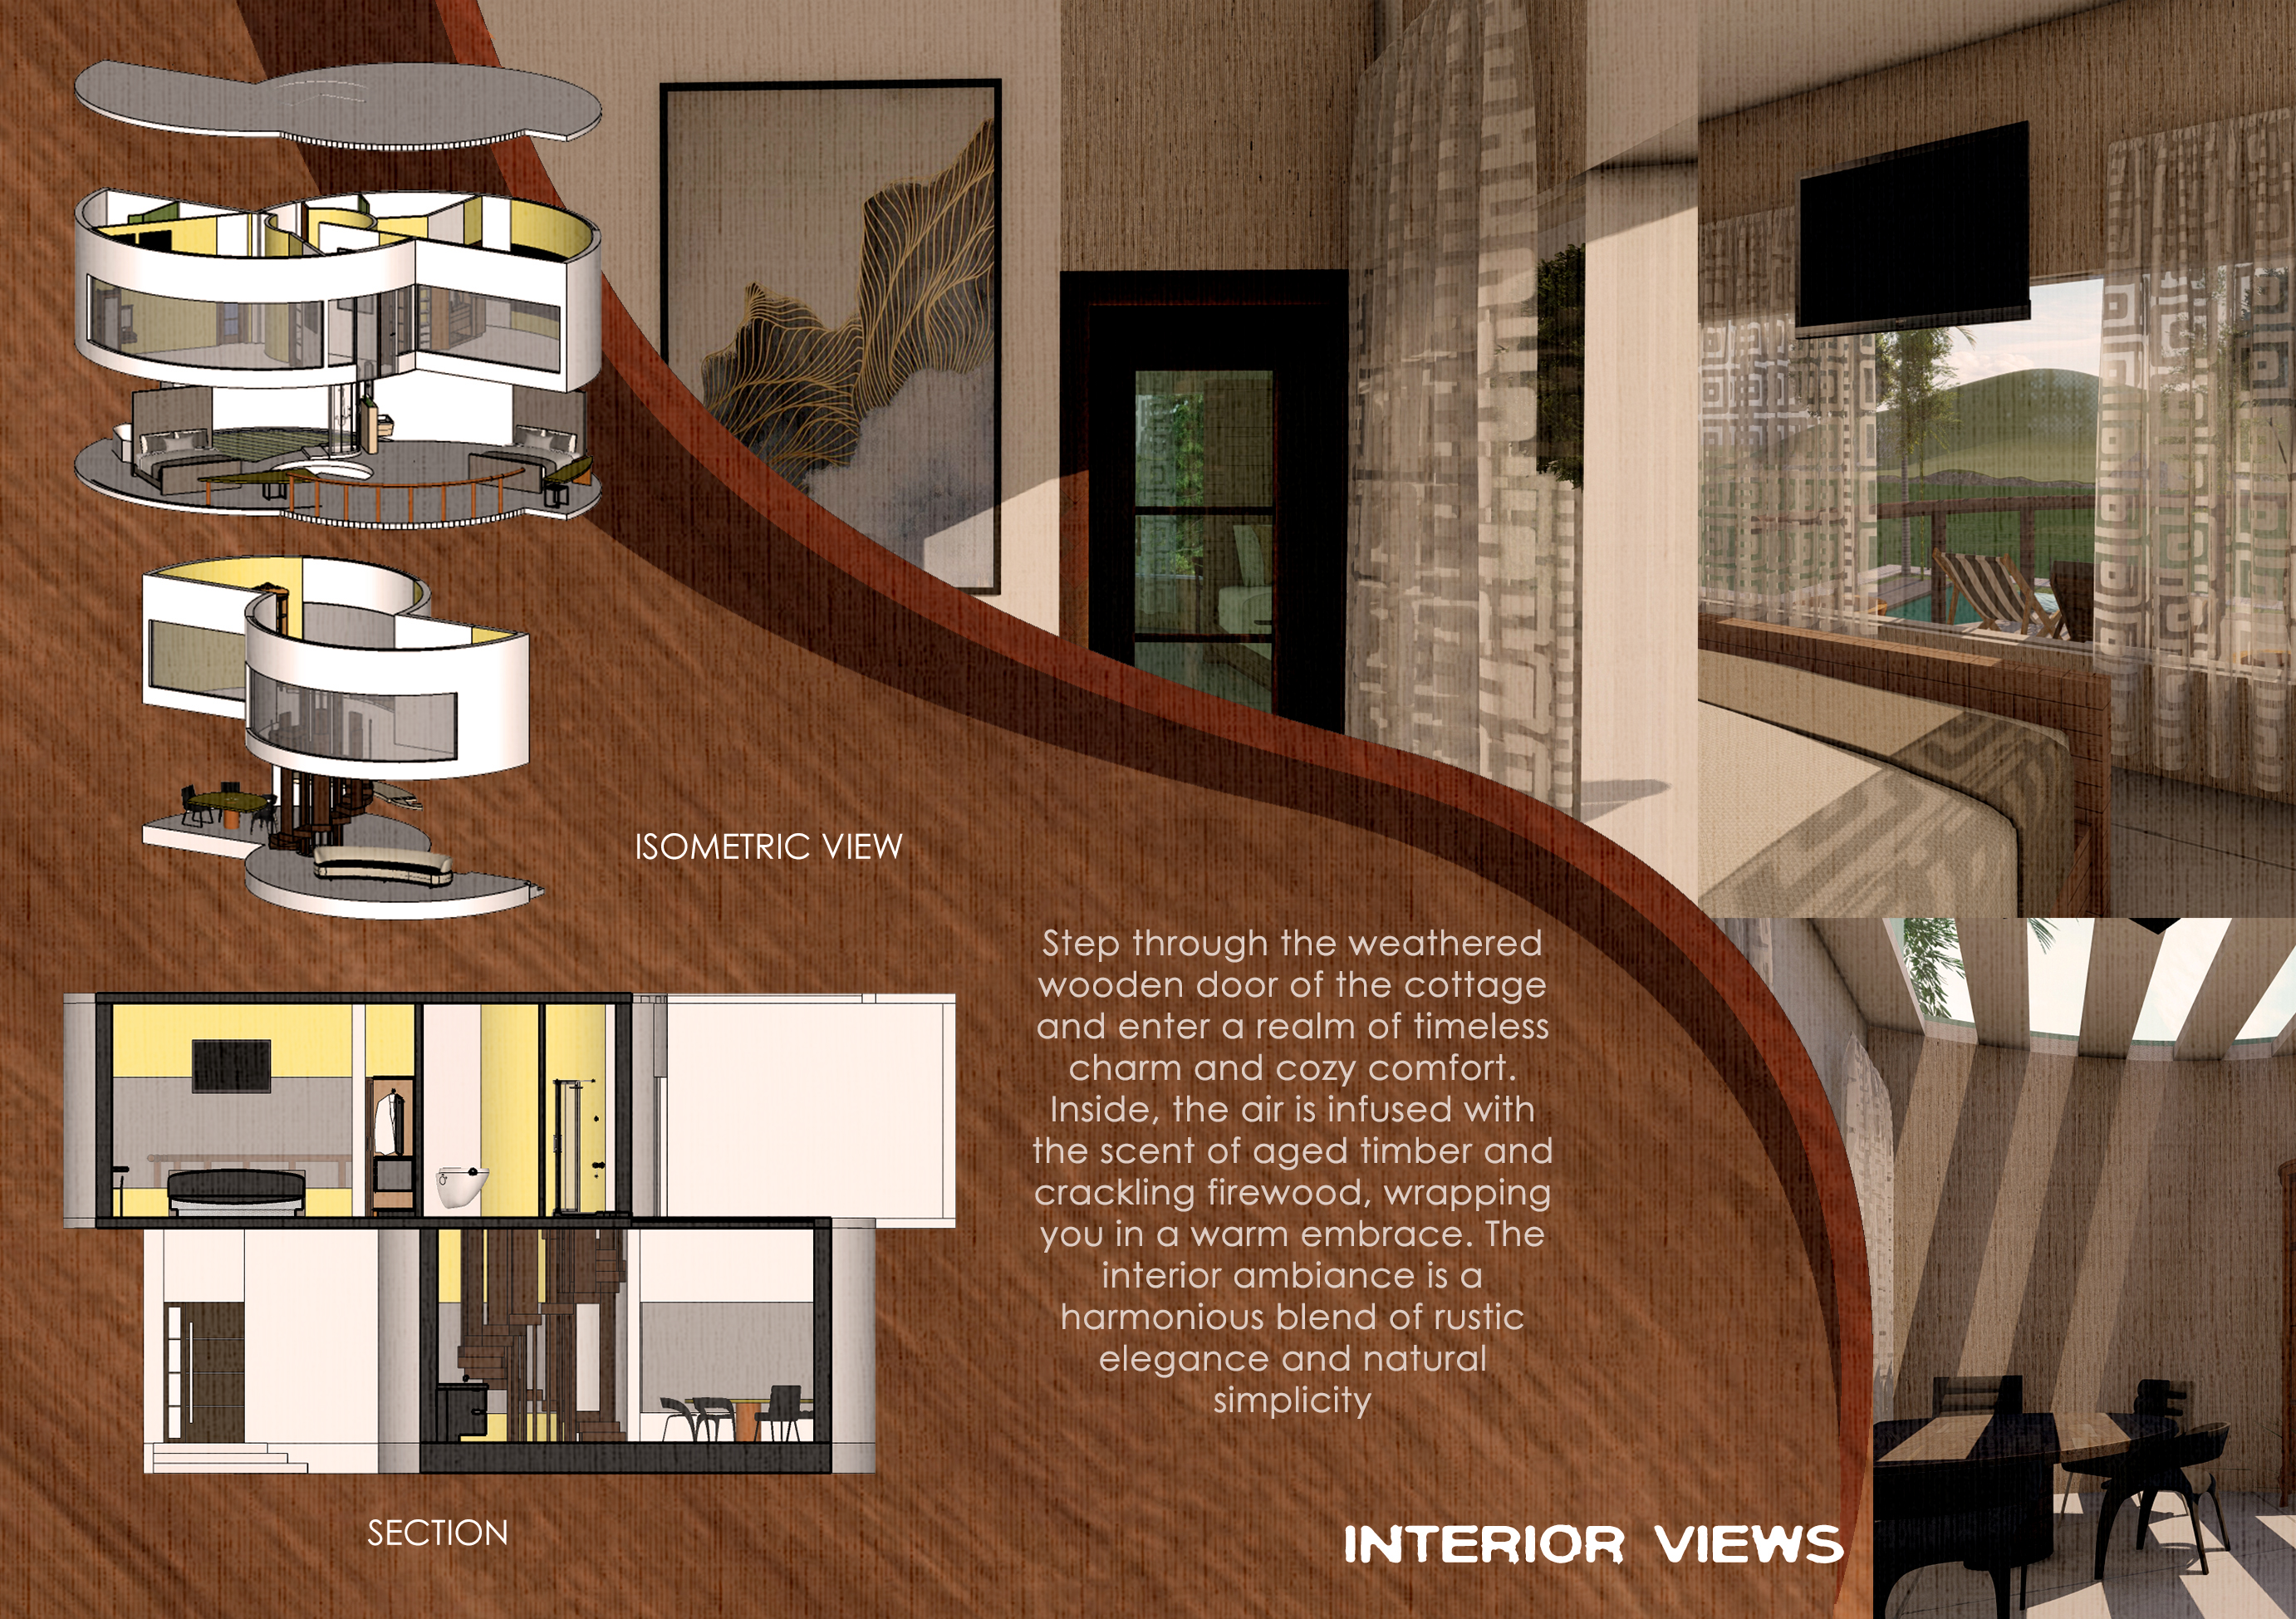 ISOMETRIC VIEW
Step through the weathered
wooden door of the cottage
and enter a realm of timeless
charm and cozy comfort.
Inside, the air is infused with
the scent of aged timber and
crackling firewood, wrapping
you in a warm embrace. The
interior ambiance is a
harmonious blend of rustic
elegance and natural
simplicity
SECTION
INTERIOR VIEWS